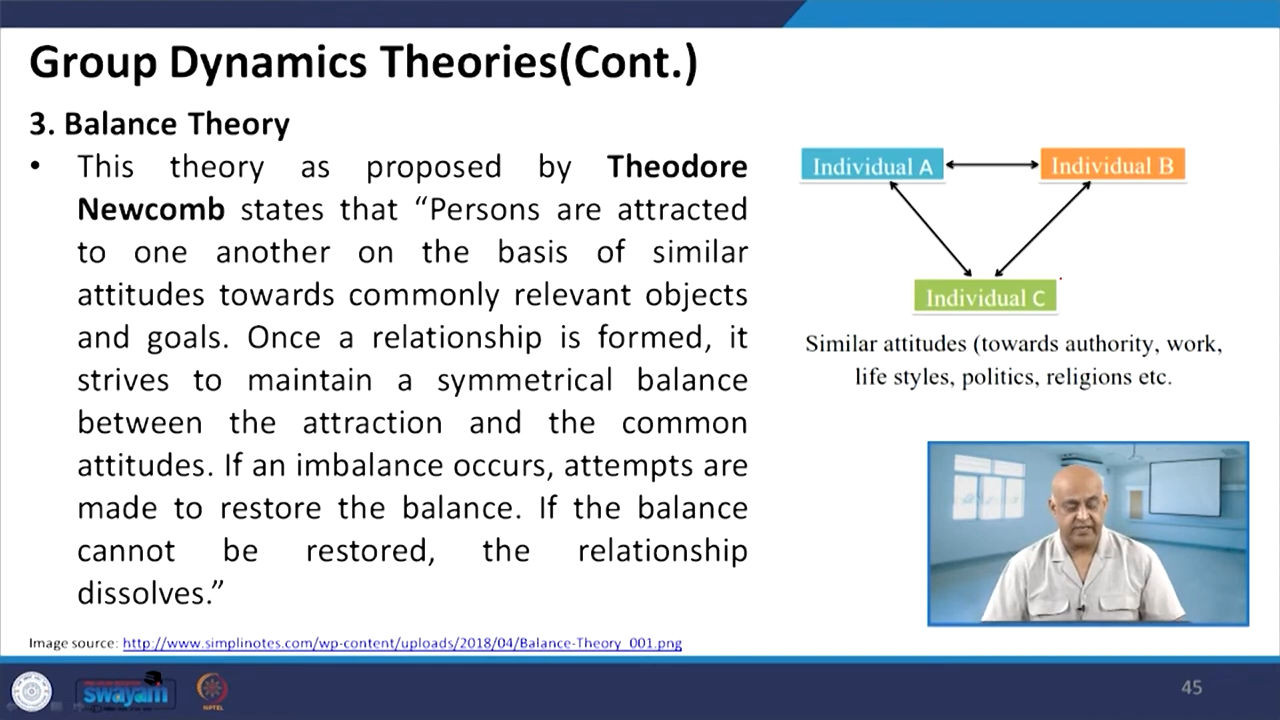 Group Dynamics Theories(Cont.)
3. Balance Theory
• This theory as proposed by Theodore
Newcomb states that “Persons are attracted
to one another on the basis of similar
attitudes towards commonly relevant objects
and goals. Once a relationship is formed, it
strives to maintain a symmetrical balance
between the attraction and the common
attitudes. If an imbalance occurs, attempts are
made to restore the balance. If the balance
cannot be restored, the relationship
dissolves.”
Individual A
Individual B
Individual C
Similar attitudes (towards authority, work,
life styles, politics, religions etc.
Image source: http://www.simplinotes.com/wp-content/uploads/2018/04/Balance-Theory_001.png
swayam
NPTEL
45